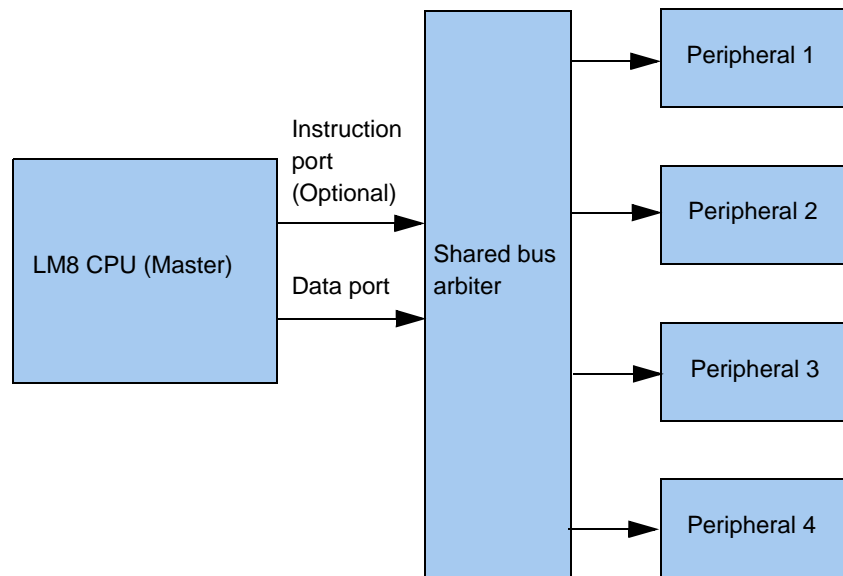 LM8 CPU (Master)
Instruction
port
(Optional)
Data port
Shared bus
arbiter
Peripheral 1
Peripheral 2
Peripheral 3
Peripheral 4